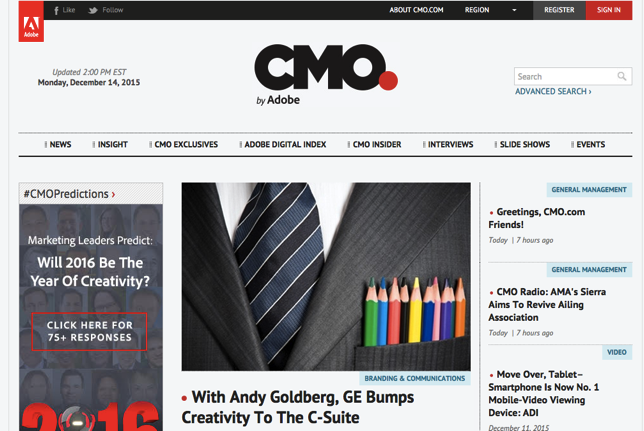 Adobe
Like
Follow
ABOUT CMO.COM
REGION
REGISTER
SIGN IN
Updated 2:00 PM EST
Monday, December 14, 2015
CMO.
by Adobe
Search
ADVANCED SEARCH ›
NEWS
INSIGHT
CMO EXCLUSIVES
ADOBE DIGITAL INDEX
CMO INSIDER
INTERVIEWS
SLIDE SHOWS
EVENTS
#CMOPredictions ›
Marketing Leaders Predict:
Will 2016 Be The
Year Of Creativity?
CLICK HERE FOR
75+ RESPONSES
2016
BRANDING & COMMUNICATIONS
• With Andy Goldberg, GE Bumps
Creativity To The C-Suite
GENERAL MANAGEMENT
• Greetings, CMO.com
Friends!
Today | 7 hours ago
GENERAL MANAGEMENT
• CMO Radio: AMA's Sierra
Aims To Revive Ailing
Association
Today | 7 hours ago
VIDEO
• Move Over, Tablet–
Smartphone Is Now No. 1
Mobile-Video Viewing
Device: ADI
December 11, 2015